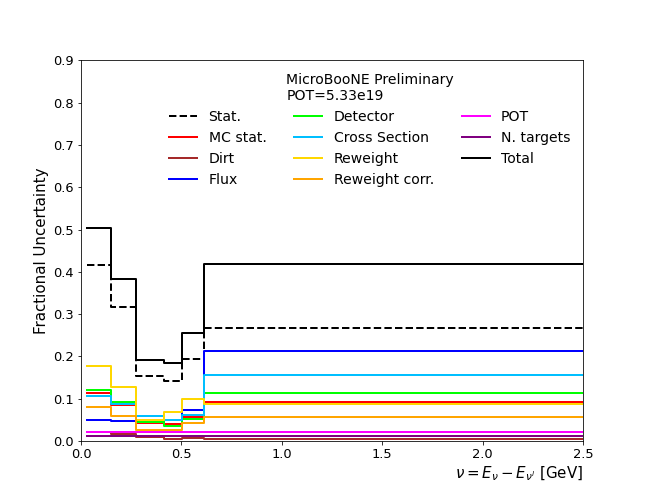 MicroBooNE Preliminary
POT=5.33e19
Stat.
MC stat.
Dirt
Flux
Detector
Cross Section
Reweight
Reweight corr.
POT
N. targets
Total
Fractional Uncertainty
0.9
0.8
0.7
0.6
0.5
0.4
0.3
0.2
0.1
0.0
0.0 0.5 1.0 1.5 2.0 2.5
ν = E_ν − E_ν′ [GeV]